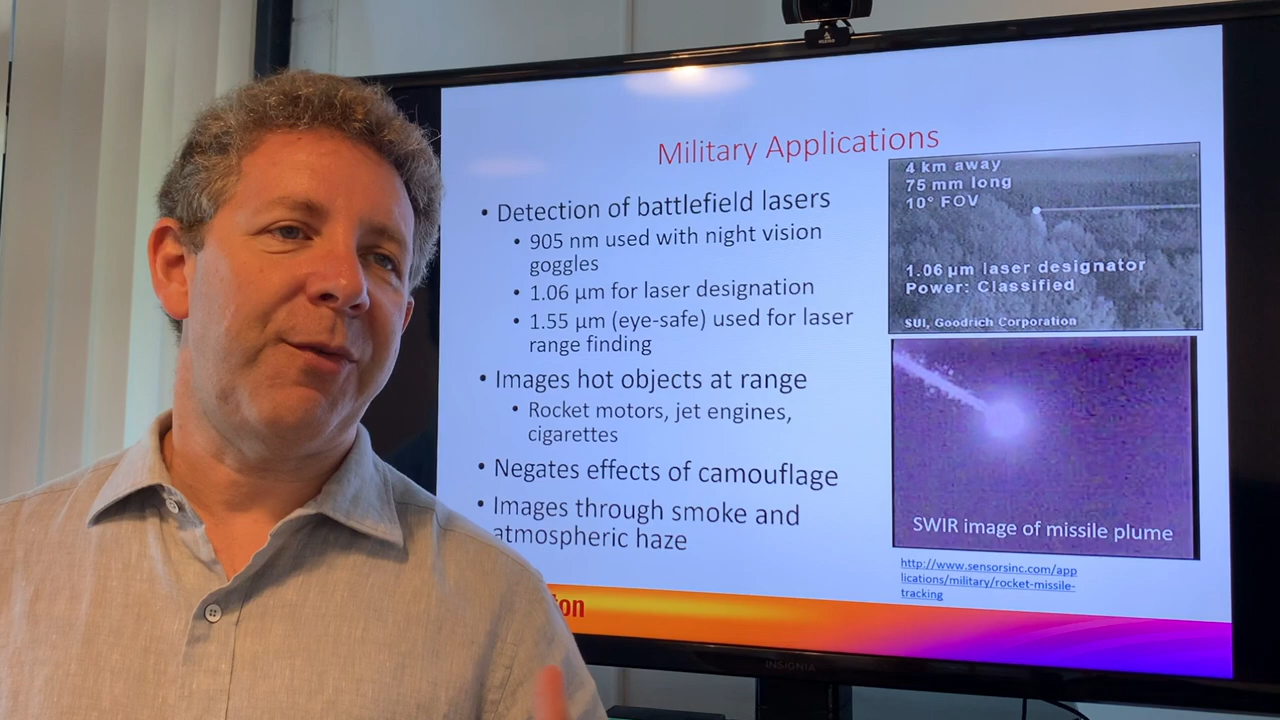 Military Applications
• Detection of battlefield lasers
• 905 nm used with night vision
goggles
• 1.06 µm for laser designation
• 1.55 µm (eye-safe) used for laser
range finding
• Images hot objects at range
• Rocket motors, jet engines,
cigarettes
• Negates effects of camouflage
• Images through smoke and
atmospheric haze
4 km away
75 mm long
10° FOV
1.06 µm laser designator
Power: Classified
SUI, Goodrich Corporation
SWIR image of missile plume
http://www.sensorsinc.com/app
lications/military/rocket-missile-
tracking
ton
INSIGNIA